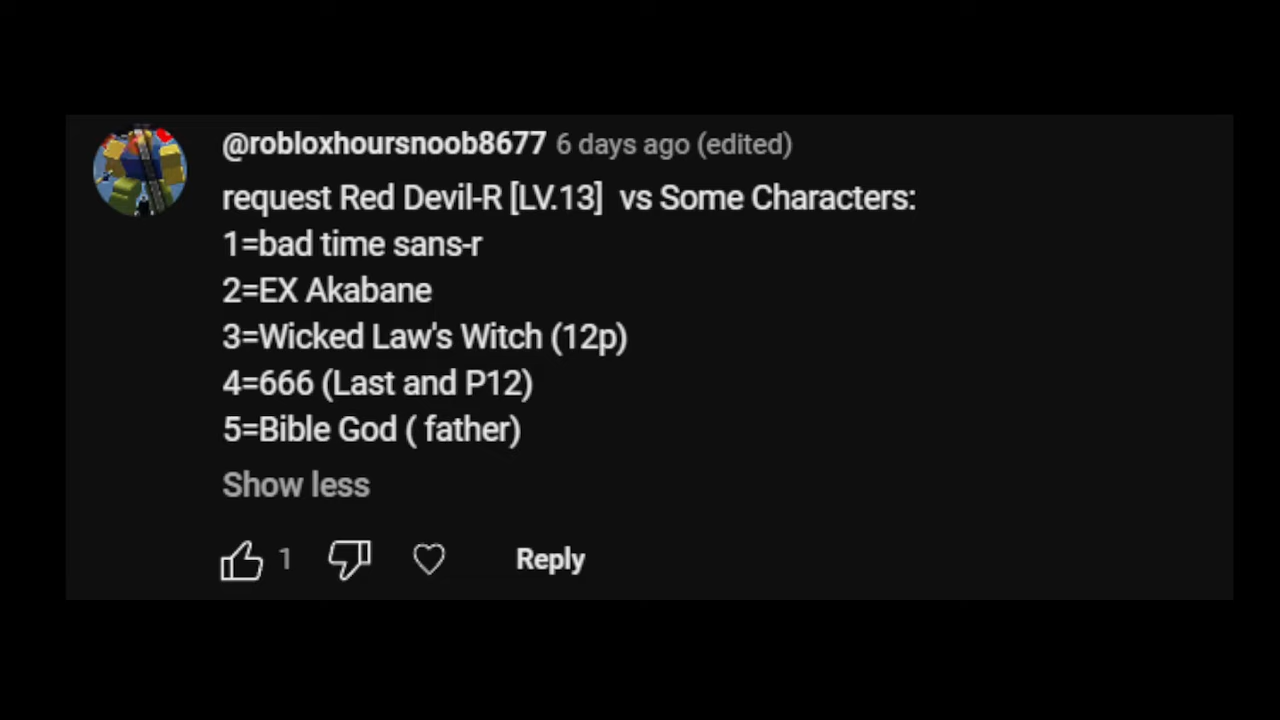 @robloxhoursnoob8677 6 days ago (edited)
request Red Devil-R [LV.13]  vs Some Characters:
1=bad time sans-r
2=EX Akabane
3=Wicked Law's Witch (12p)
4=666 (Last and P12)
5=Bible God ( father)
Show less
1 Reply